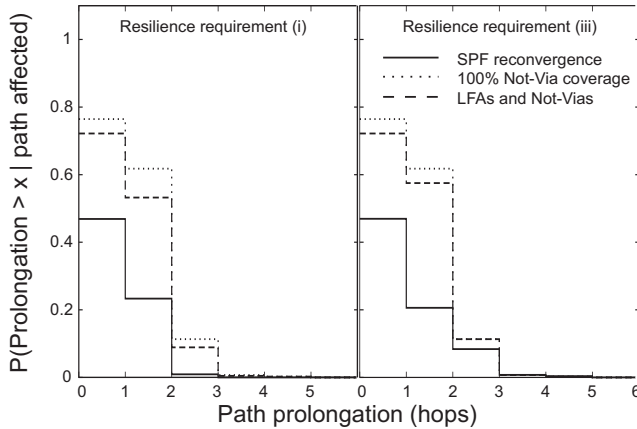 Resilience requirement (i)
Resilience requirement (iii)
SPF reconvergence
100% Not-Via coverage
LFAs and Not-Vias
P(Prolongation > x | path affected)
1
0.8
0.6
0.4
0.2
0
0 1 2 3 4 5 0 1 2 3 4 5 6
Path prolongation (hops)